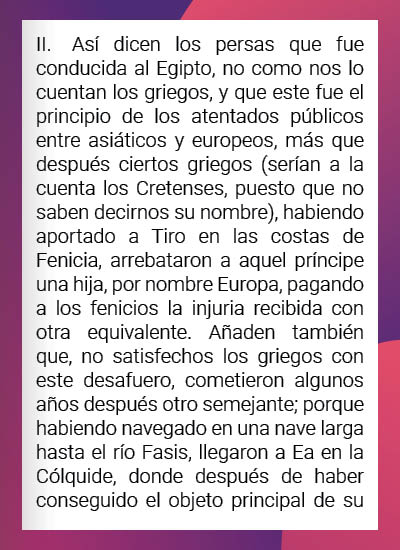 II. Así dicen los persas que fue
conducida al Egipto, no como nos lo
cuentan los griegos, y que este fue el
principio de los atentados públicos
entre asiáticos y europeos, más que
después ciertos griegos (serían a la
cuenta los Cretenses, puesto que no
saben decirnos su nombre), habiendo
aportado a Tiro en las costas de
Fenicia, arrebataron a aquel príncipe
una hija, por nombre Europa, pagando
a los fenicios la injuria recibida con
otra equivalente. Añaden también
que, no satisfechos los griegos con
este desafuero, cometieron algunos
años después otro semejante; porque
habiendo navegado en una nave larga
hasta el río Fasis, llegaron a Ea en la
Cólquide, donde después de haber
conseguido el objeto principal de su